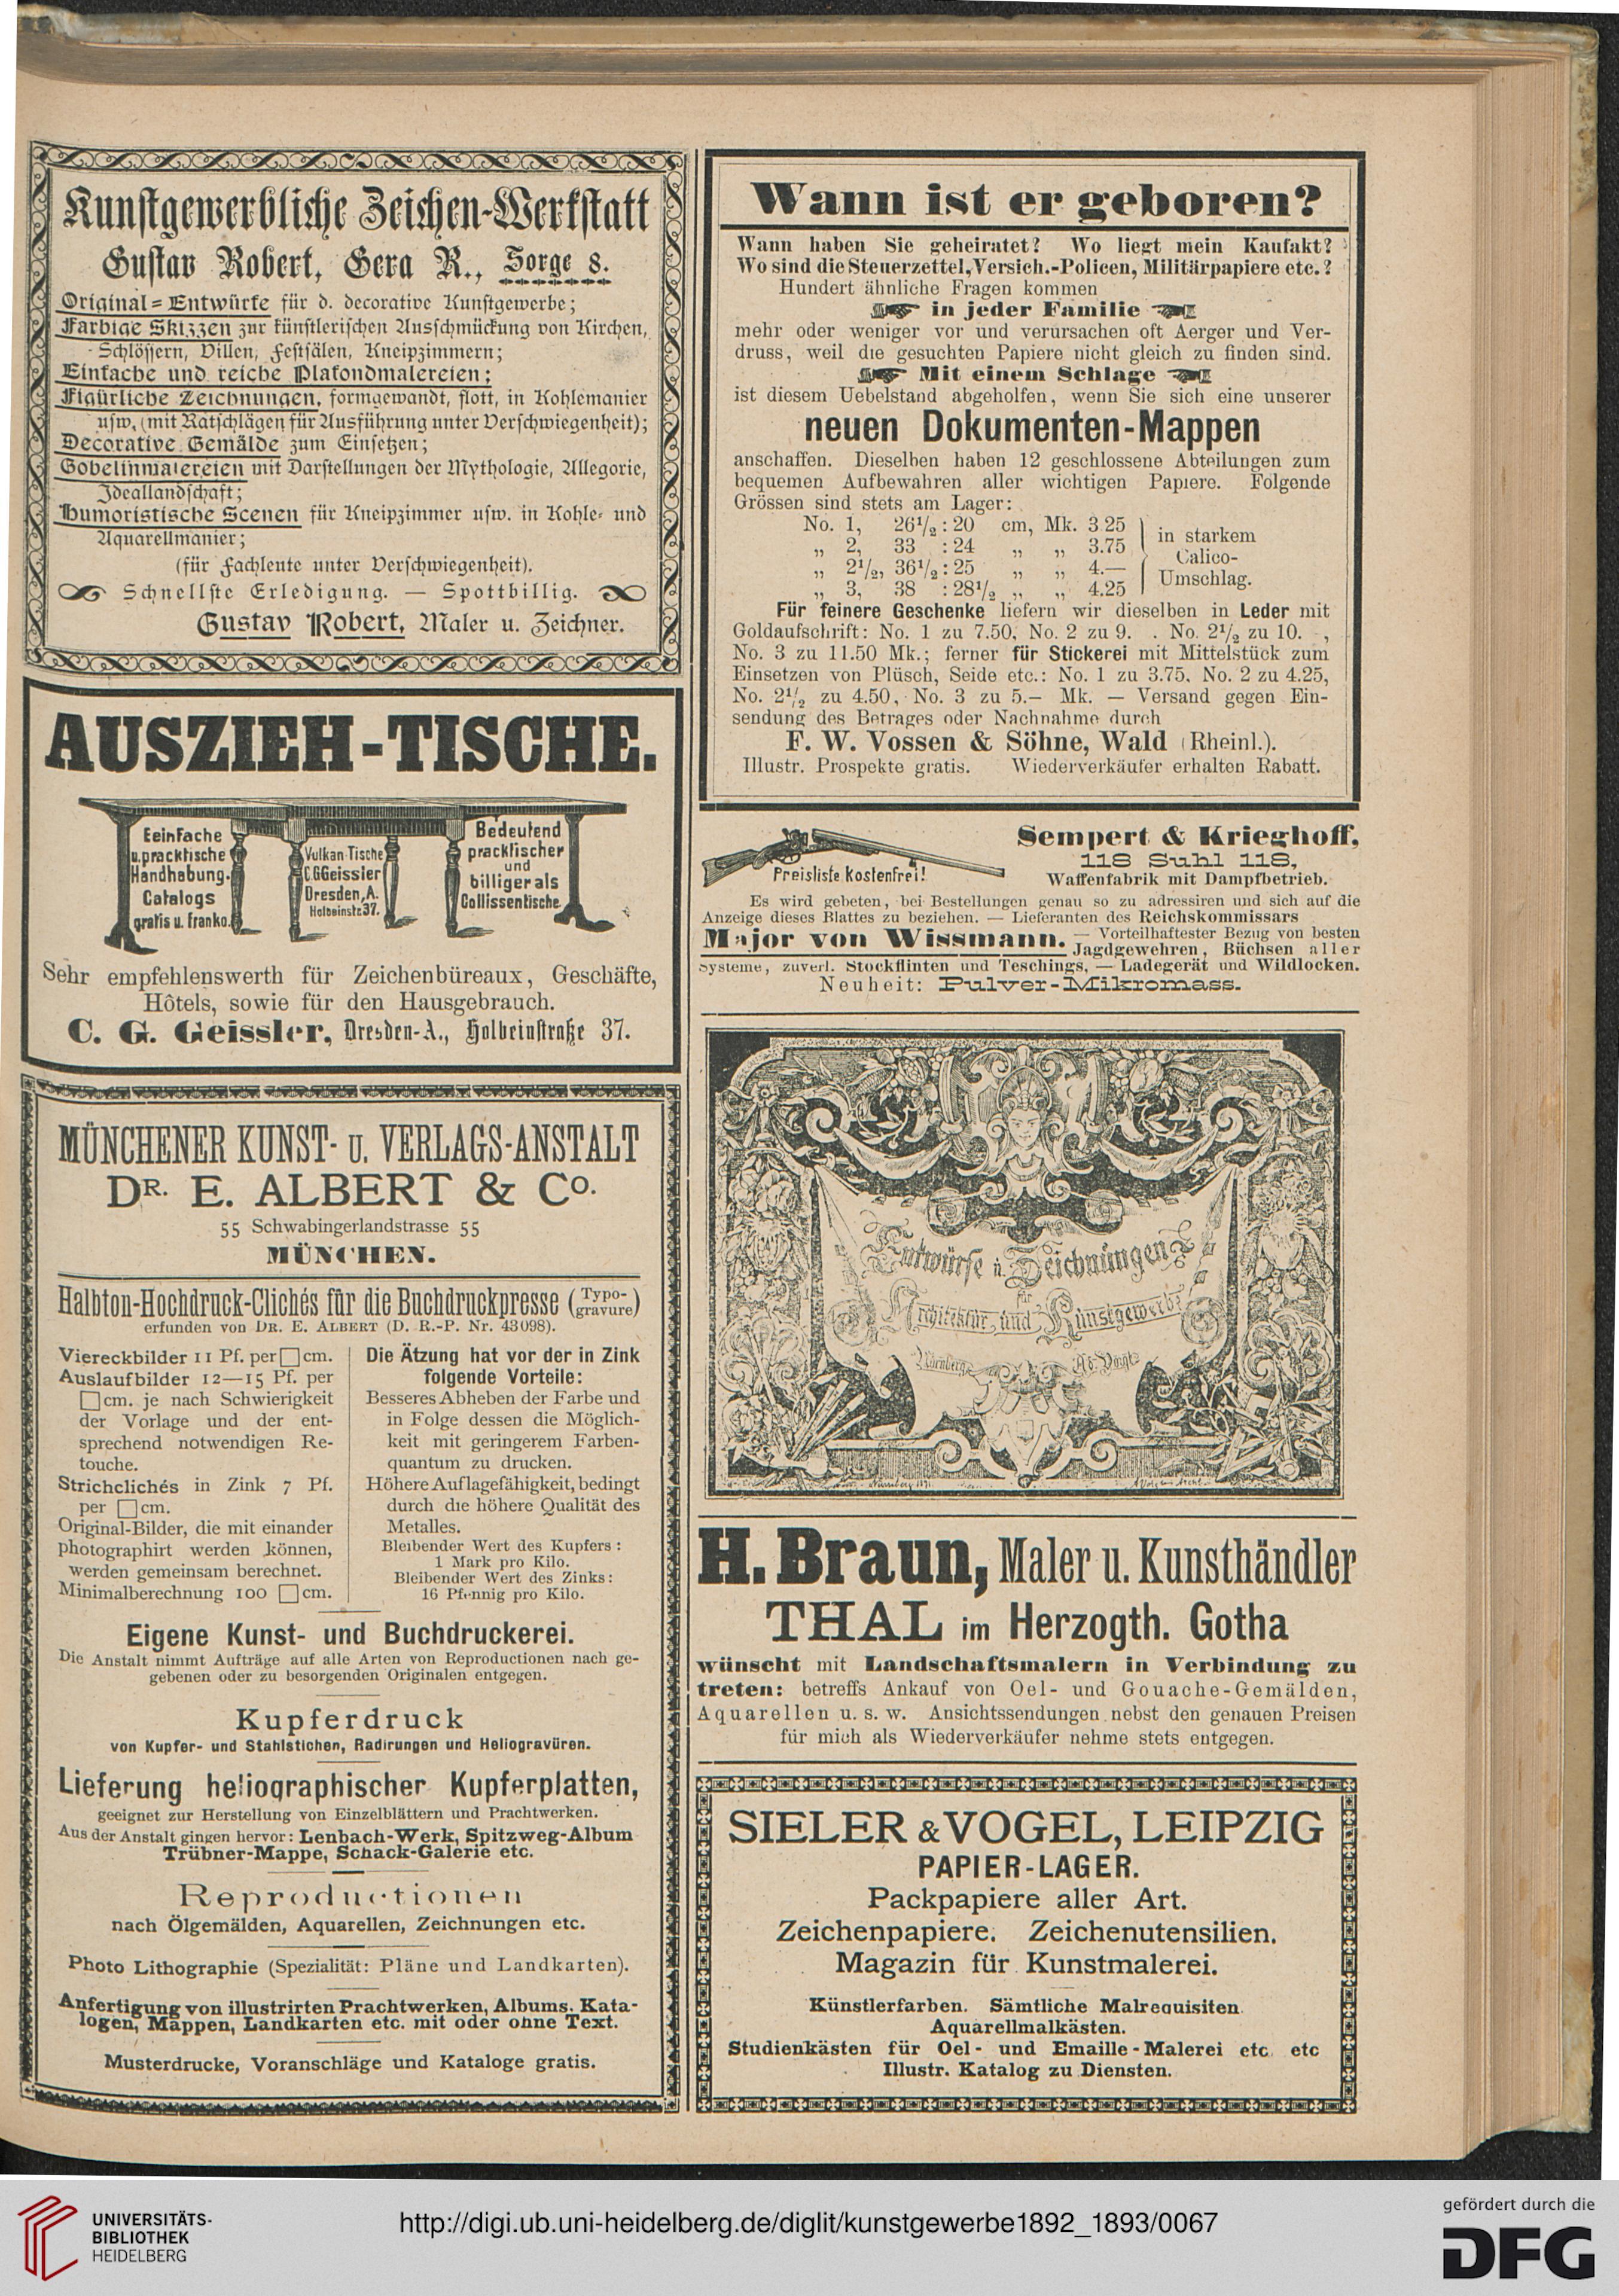 Kunstgewerbliche Zeichen-Werkstatt
Gustav Robert, Gera R., Sorge 8.
Original=Entwürfe für d. decorative Kunstgewerbe;
Farbige Skizzen zur künstlerischen Ausschmückung von Kirchen,
Schlössern, Villen, Festsälen, Kneipzimmern;
Einfache und reiche Plafondmalereien;
Figürliche Zeichnungen, formgewandt, flott, in Kohlemanier
usw. (mit Ratschlägen für Ausführung unter Verschwiegenheit);
Decorative Gemälde zum Einsetzen;
Gobelinmalereien mit Darstellungen der Mythologie, Allegorie,
Ideallandschaft;
Humoristische Scenen für Kneipzimmer usw. in Kohle- und
Aquarellmanier;
(für Fachleute unter Verschwiegenheit).
Schnellste Erledigung. — Spottbillig.
Gustav Robert, Maler u. Zeichner.
AUSZIEH-TISCHE.
Eeinfache
u.pracktische
Handhabung.
Catalogs
gratis u. franko.
Vulkan-Tische
C.G.Geissler
Dresden,A.
Holbeinstr.37.
Bedeutend
pracktischer
und
billiger als
Collissentische.
Sehr empfehlenswerth für Zeichenbüreaux, Geschäfte,
Hôtels, sowie für den Hausgebrauch.
C. G. Geissler, Dresden-A., Holbeinstraße 37.
MÜNCHENER KUNST- U. VERLAGS-ANSTALT
DR. E. ALBERT & CO.
55 Schwabingerlandstrasse 55
MÜNCHEN.
Halbton-Hochdruck-Clichés für die Buchdruckpresse (Typo-gravure)
erfunden von DR. E. ALBERT (D. R.-P. Nr. 43098).
Viereckbilder 11 Pf. per □cm.
Auslaufbilder 12—15 Pf. per
□cm. je nach Schwierigkeit
der Vorlage und der ent-
sprechend notwendigen Re-
touche.
Strichclichés in Zink 7 Pf.
per □cm.
Original-Bilder, die mit einander
photographirt werden können,
werden gemeinsam berechnet.
Minimalberechnung 100 □cm.
Die Ätzung hat vor der in Zink
folgende Vorteile:
Besseres Abheben der Farbe und
in Folge dessen die Möglich-
keit mit geringerem Farben-
quantum zu drucken.
Höhere Auflagefähigkeit, bedingt
durch die höhere Qualität des
Metalles.
Bleibender Wert des Kupfers:
1 Mark pro Kilo.
Bleibender Wert des Zinks:
16 Pfennig pro Kilo.
Eigene Kunst- und Buchdruckerei.
Die Anstalt nimmt Aufträge auf alle Arten von Reproductionen nach ge-
gebenen oder zu besorgenden Originalen entgegen.
Kupferdruck
von Kupfer- und Stahlstichen, Radirungen und Heliogravüren.
Lieferung heliographischer Kupferplatten,
geeignet zur Herstellung von Einzelblättern und Prachtwerken.
Aus der Anstalt gingen hervor: Lenbach-Werk, Spitzweg-Album
Trübner-Mappe, Schack-Galerie etc.
Reproductionen
nach Ölgemälden, Aquarellen, Zeichnungen etc.
Photo Lithographie (Spezialität: Pläne und Landkarten).
Anfertigung von illustrirten Prachtwerken, Albums, Kata-
logen, Mappen, Landkarten etc. mit oder ohne Text.
Musterdrucke, Voranschläge und Kataloge gratis.
Wann ist er geboren?
Wann haben Sie geheiratet? Wo liegt mein Kaufakt?
Wo sind die Steuerzettel, Versich.-Policen, Militärpapiere etc.?
Hundert ähnliche Fragen kommen
in jeder Familie
mehr oder weniger vor und verursachen oft Aerger und Ver-
druss, weil die gesuchten Papiere nicht gleich zu finden sind.
Mit einem Schlage
ist diesem Uebelstand abgeholfen, wenn Sie sich eine unserer
neuen Dokumenten-Mappen
anschaffen. Dieselben haben 12 geschlossene Abteilungen zum
bequemen Aufbewahren aller wichtigen Papiere. Folgende
Grössen sind stets am Lager:
No. 1, 26½ : 20 cm, Mk. 3.25
„ 2, 33 : 24 „ „ 3.75
„ 2½, 36½ : 25 „ „ 4.—
„ 3, 38 : 28½ „ „ 4.25
in starkem
Calico-
Umschlag.
Für feinere Geschenke liefern wir dieselben in Leder mit
Goldaufschrift: No. 1 zu 7.50, No. 2 zu 9. . No. 2½ zu 10. -,
No. 3 zu 11.50 Mk.; ferner für Stickerei mit Mittelstück zum
Einsetzen von Plüsch, Seide etc.: No. 1 zu 3.75, No. 2 zu 4.25,
No. 2½ zu 4.50, No. 3 zu 5.— Mk. — Versand gegen Ein-
sendung des Betrages oder Nachnahme durch
F. W. Vossen & Söhne, Wald (Rheinl.).
Illustr. Prospekte gratis. Wiederverkäufer erhalten Rabatt.
Preisliste kostenfrei!
Sempert & Krieghoff,
118 Suhl 118,
Waffenfabrik mit Dampfbetrieb.
Es wird gebeten, bei Bestellungen genau so zu adressiren und sich auf die
Anzeige dieses Blattes zu beziehen. — Lieferanten des Reichskommissars
Major von Wissmann. — Vorteilhaftester Bezug von besten
Jagdgewehren, Büchsen aller
Systeme, zuverl. Stockflinten und Teschings, — Ladegerät und Wildlocken.
Neuheit: Pulver-Mikromass.
Entwürfe u. Zeichnungen
für
Architektur und Kunstgewerbe
Nürnberg Ad. Voigt
H. Braun, Maler u. Kunsthändler
THAL im Herzogth. Gotha
wünscht mit Landschaftsmalern in Verbindung zu
treten: betreffs Ankauf von Oel- und Gouache-Gemälden,
Aquarellen u. s. w. Ansichtssendungen nebst den genauen Preisen
für mich als Wiederverkäufer nehme stets entgegen.
SIELER & VOGEL, LEIPZIG
PAPIER-LAGER.
Packpapiere aller Art.
Zeichenpapiere. Zeichenutensilien.
Magazin für Kunstmalerei.
Künstlerfarben. Sämtliche Malrequisiten.
Aquarellmalkästen.
Studienkästen für Oel- und Emaille-Malerei etc. etc
Illustr. Katalog zu Diensten.
UNIVERSITÄTS-
BIBLIOTHEK
HEIDELBERG
http://digi.ub.uni-heidelberg.de/diglit/kunstgewerbe1892_1893/0067
gefördert durch die
DFG